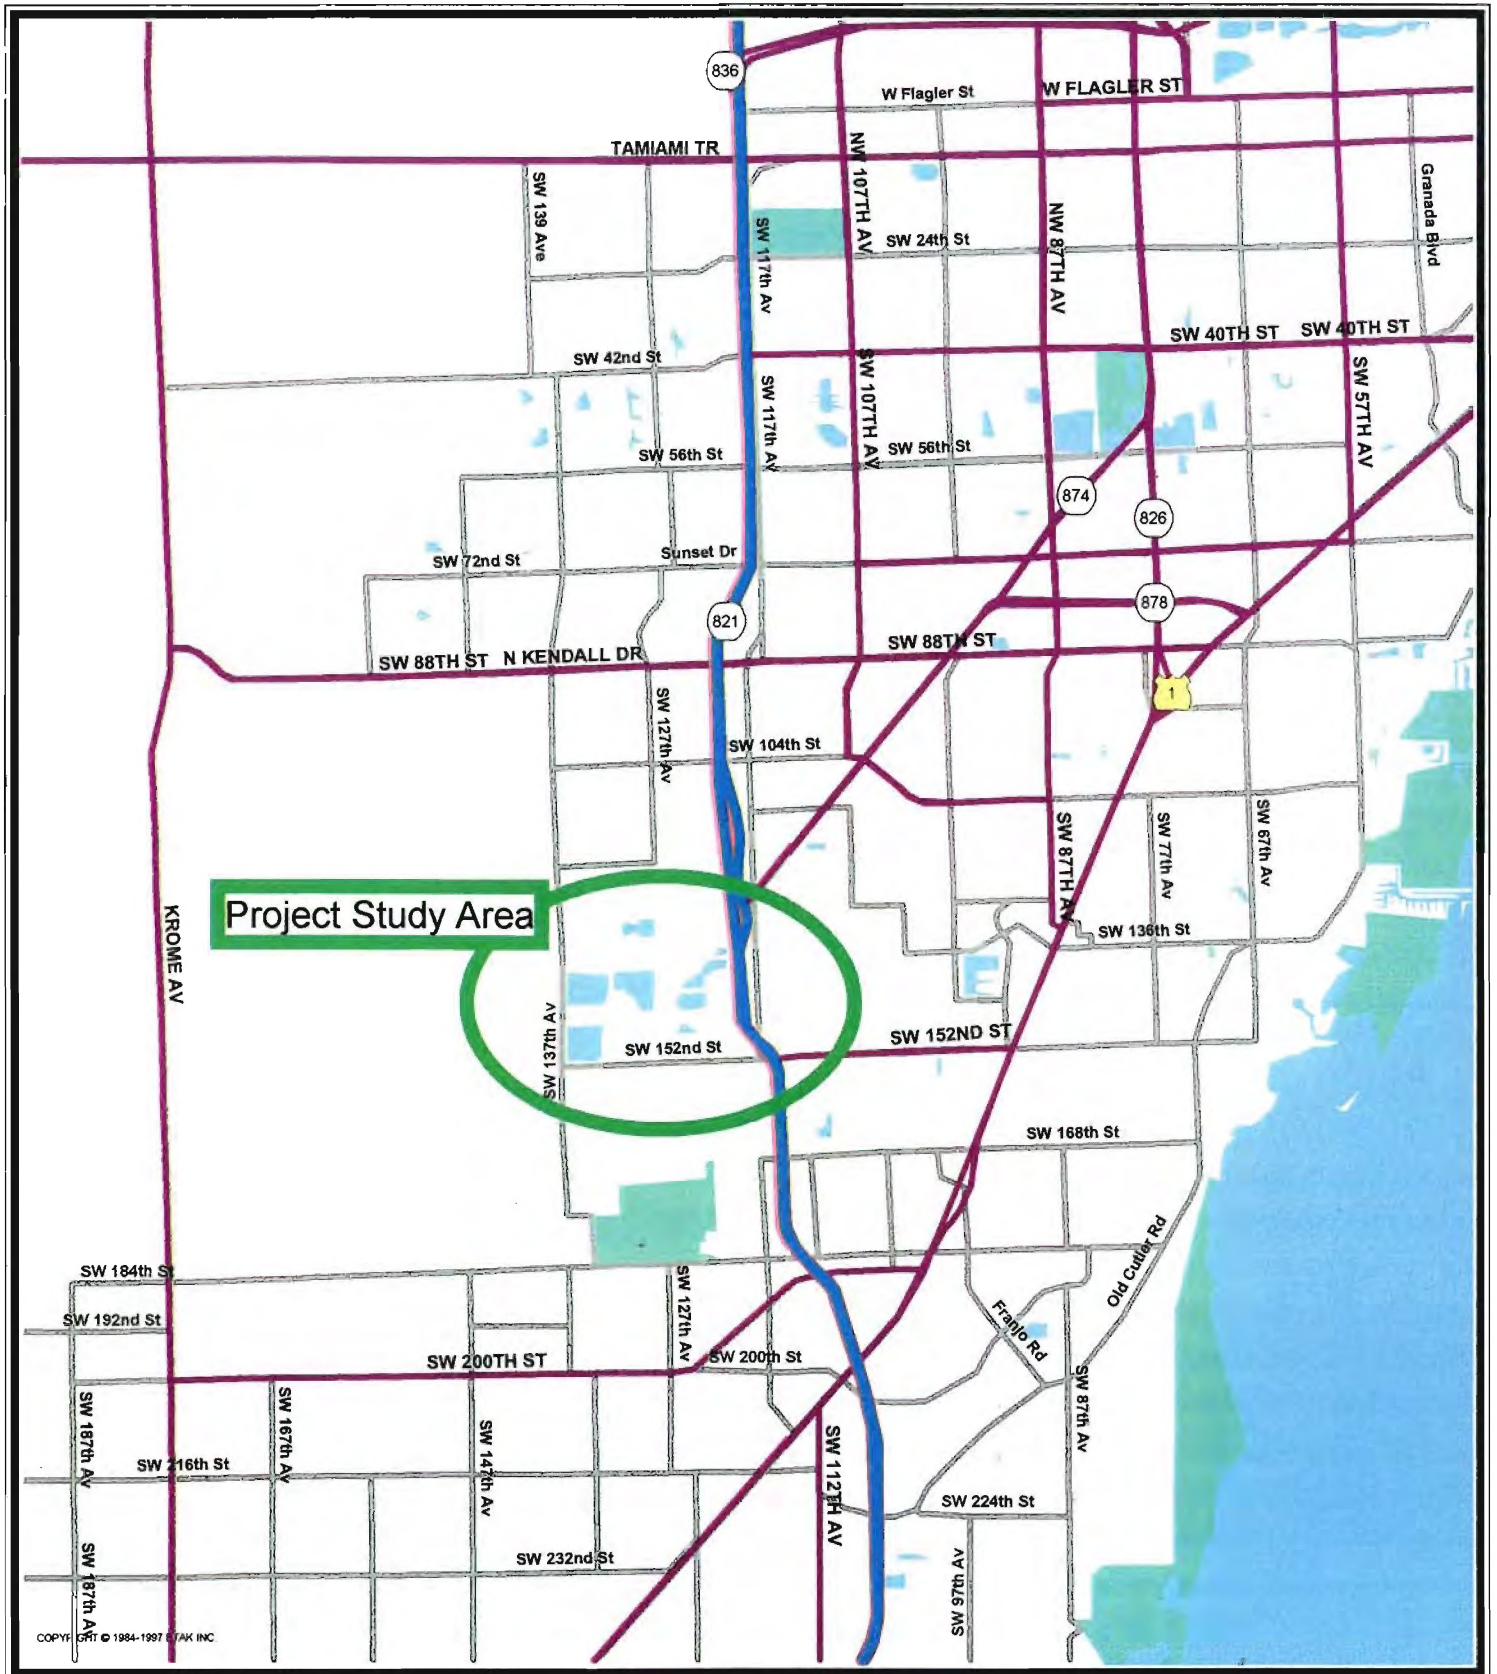 836
W Flagler St
W FLAGLER ST
TAMIAMI TR
SW 139 Ave
SW 117th Av
NW 107TH AV
SW 24th St
NW 87TH AV
Granada Blvd
SW 40TH ST
SW 40TH ST
SW 42nd St
SW 117th Av
SW 107TH AV
SW 57TH AV
SW 56th St
SW 56th St
874
826
SW 72nd St
Sunset Dr
878
821
SW 88TH ST
N KENDALL DR
SW 88TH ST
1
SW 127th Av
SW 104th St
SW 87TH AV
SW 77th Av
SW 67th Av
Project Study Area
KROME AV
SW 136th St
SW 137th Av
SW 152nd St
SW 152ND ST
SW 168th St
SW 184th St
SW 127th Av
Old Cutler Rd
SW 192nd St
Franjo Rd
SW 200TH ST
SW 200th St
SW 187th Av
SW 167th Av
SW 147th Av
SW 87th Av
SW 112TH AV
SW 216th St
SW 224th St
SW 232nd St
SW 187th Av
SW 97th Av
COPYRIGHT © 1984-1997 ETAK INC